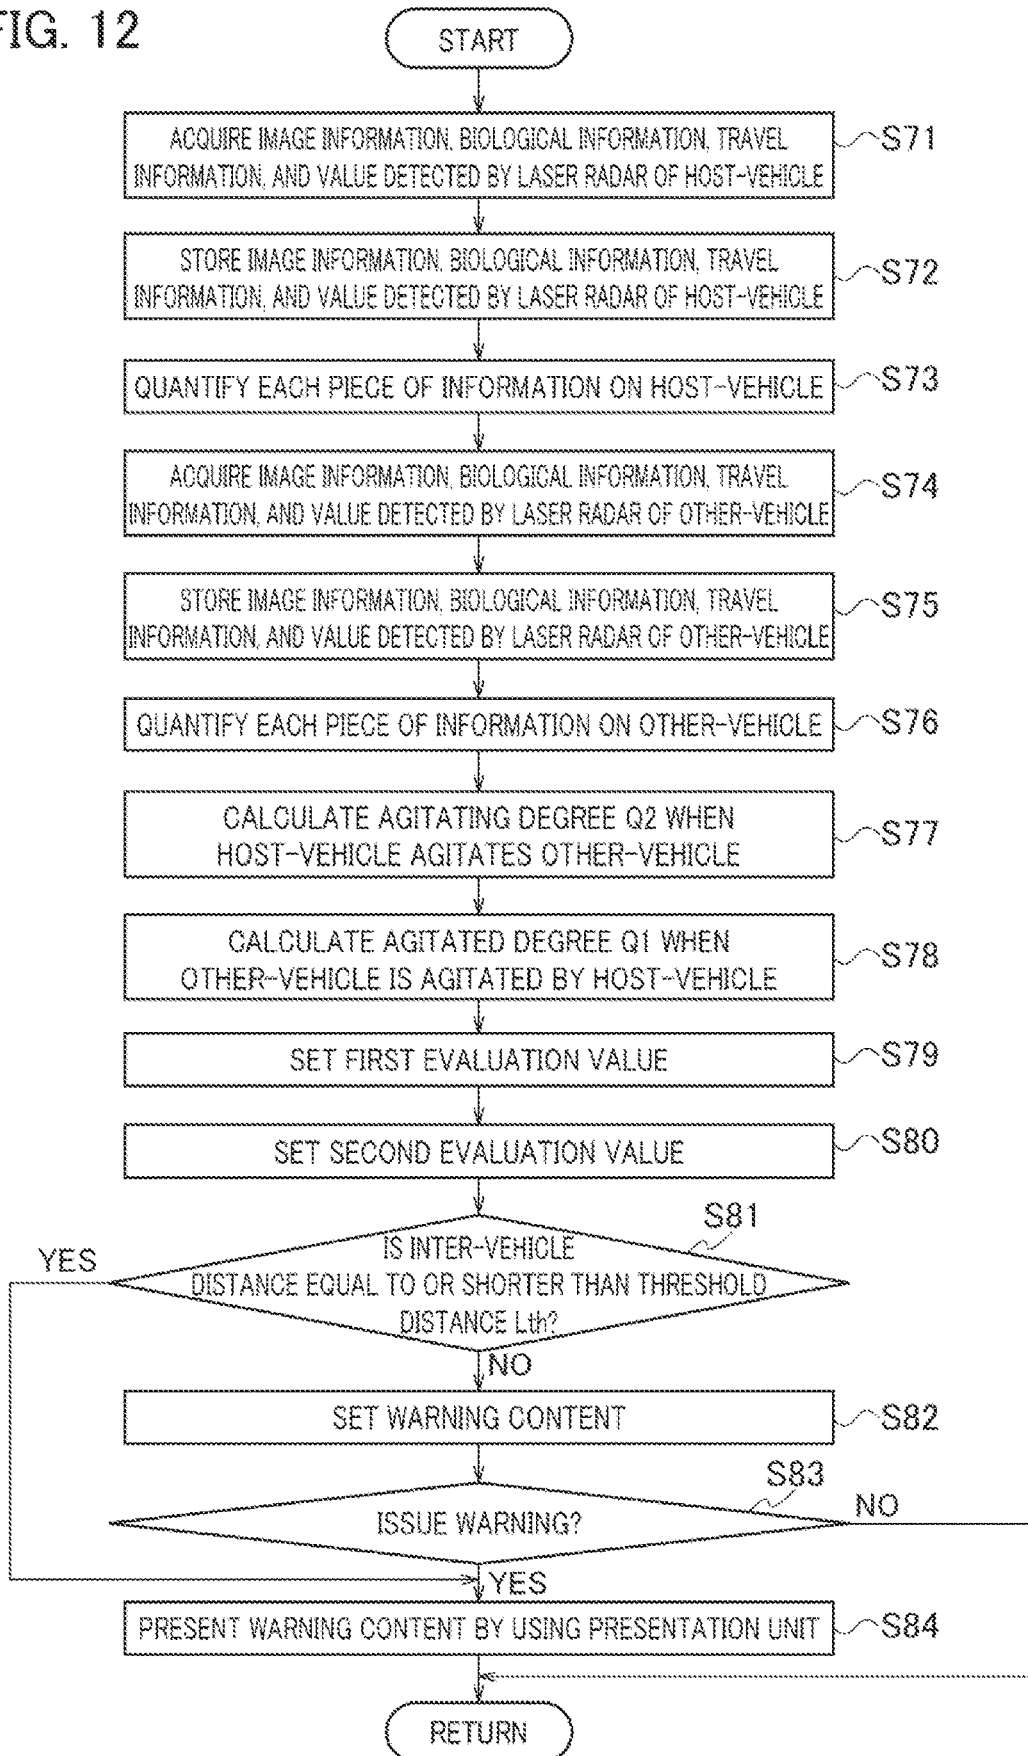 FIG. 12
START
ACQUIRE IMAGE INFORMATION, BIOLOGICAL INFORMATION, TRAVEL
INFORMATION, AND VALUE DETECTED BY LASER RADAR OF HOST-VEHICLE
S71
STORE IMAGE INFORMATION, BIOLOGICAL INFORMATION, TRAVEL
INFORMATION, AND VALUE DETECTED BY LASER RADAR OF HOST-VEHICLE
S72
QUANTIFY EACH PIECE OF INFORMATION ON HOST-VEHICLE
S73
ACQUIRE IMAGE INFORMATION, BIOLOGICAL INFORMATION, TRAVEL
INFORMATION, AND VALUE DETECTED BY LASER RADAR OF OTHER-VEHICLE
S74
STORE IMAGE INFORMATION, BIOLOGICAL INFORMATION, TRAVEL
INFORMATION, AND VALUE DETECTED BY LASER RADAR OF OTHER-VEHICLE
S75
QUANTIFY EACH PIECE OF INFORMATION ON OTHER-VEHICLE
S76
CALCULATE AGITATING DEGREE Q2 WHEN
HOST-VEHICLE AGITATES OTHER-VEHICLE
S77
CALCULATE AGITATED DEGREE Q1 WHEN
OTHER-VEHICLE IS AGITATED BY HOST-VEHICLE
S78
SET FIRST EVALUATION VALUE
S79
SET SECOND EVALUATION VALUE
S80
S81
YES
IS INTER-VEHICLE
DISTANCE EQUAL TO OR SHORTER THAN THRESHOLD
DISTANCE Lth?
NO
SET WARNING CONTENT
S82
S83
ISSUE WARNING?
NO
YES
PRESENT WARNING CONTENT BY USING PRESENTATION UNIT
S84
RETURN